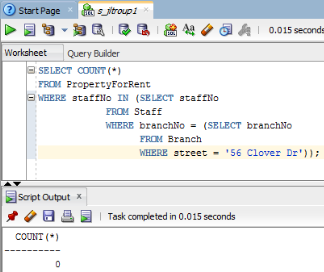 Start Page × s_jltroup1 ×
0.015 seconds
Worksheet Query Builder
SELECT COUNT(*)
FROM PropertyForRent
WHERE staffNo IN (SELECT staffNo
FROM Staff
WHERE branchNo = (SELECT branchNo
FROM Branch
WHERE street = '56 Clover Dr'));
Script Output ×
Task completed in 0.015 seconds
COUNT(*)
----------
0